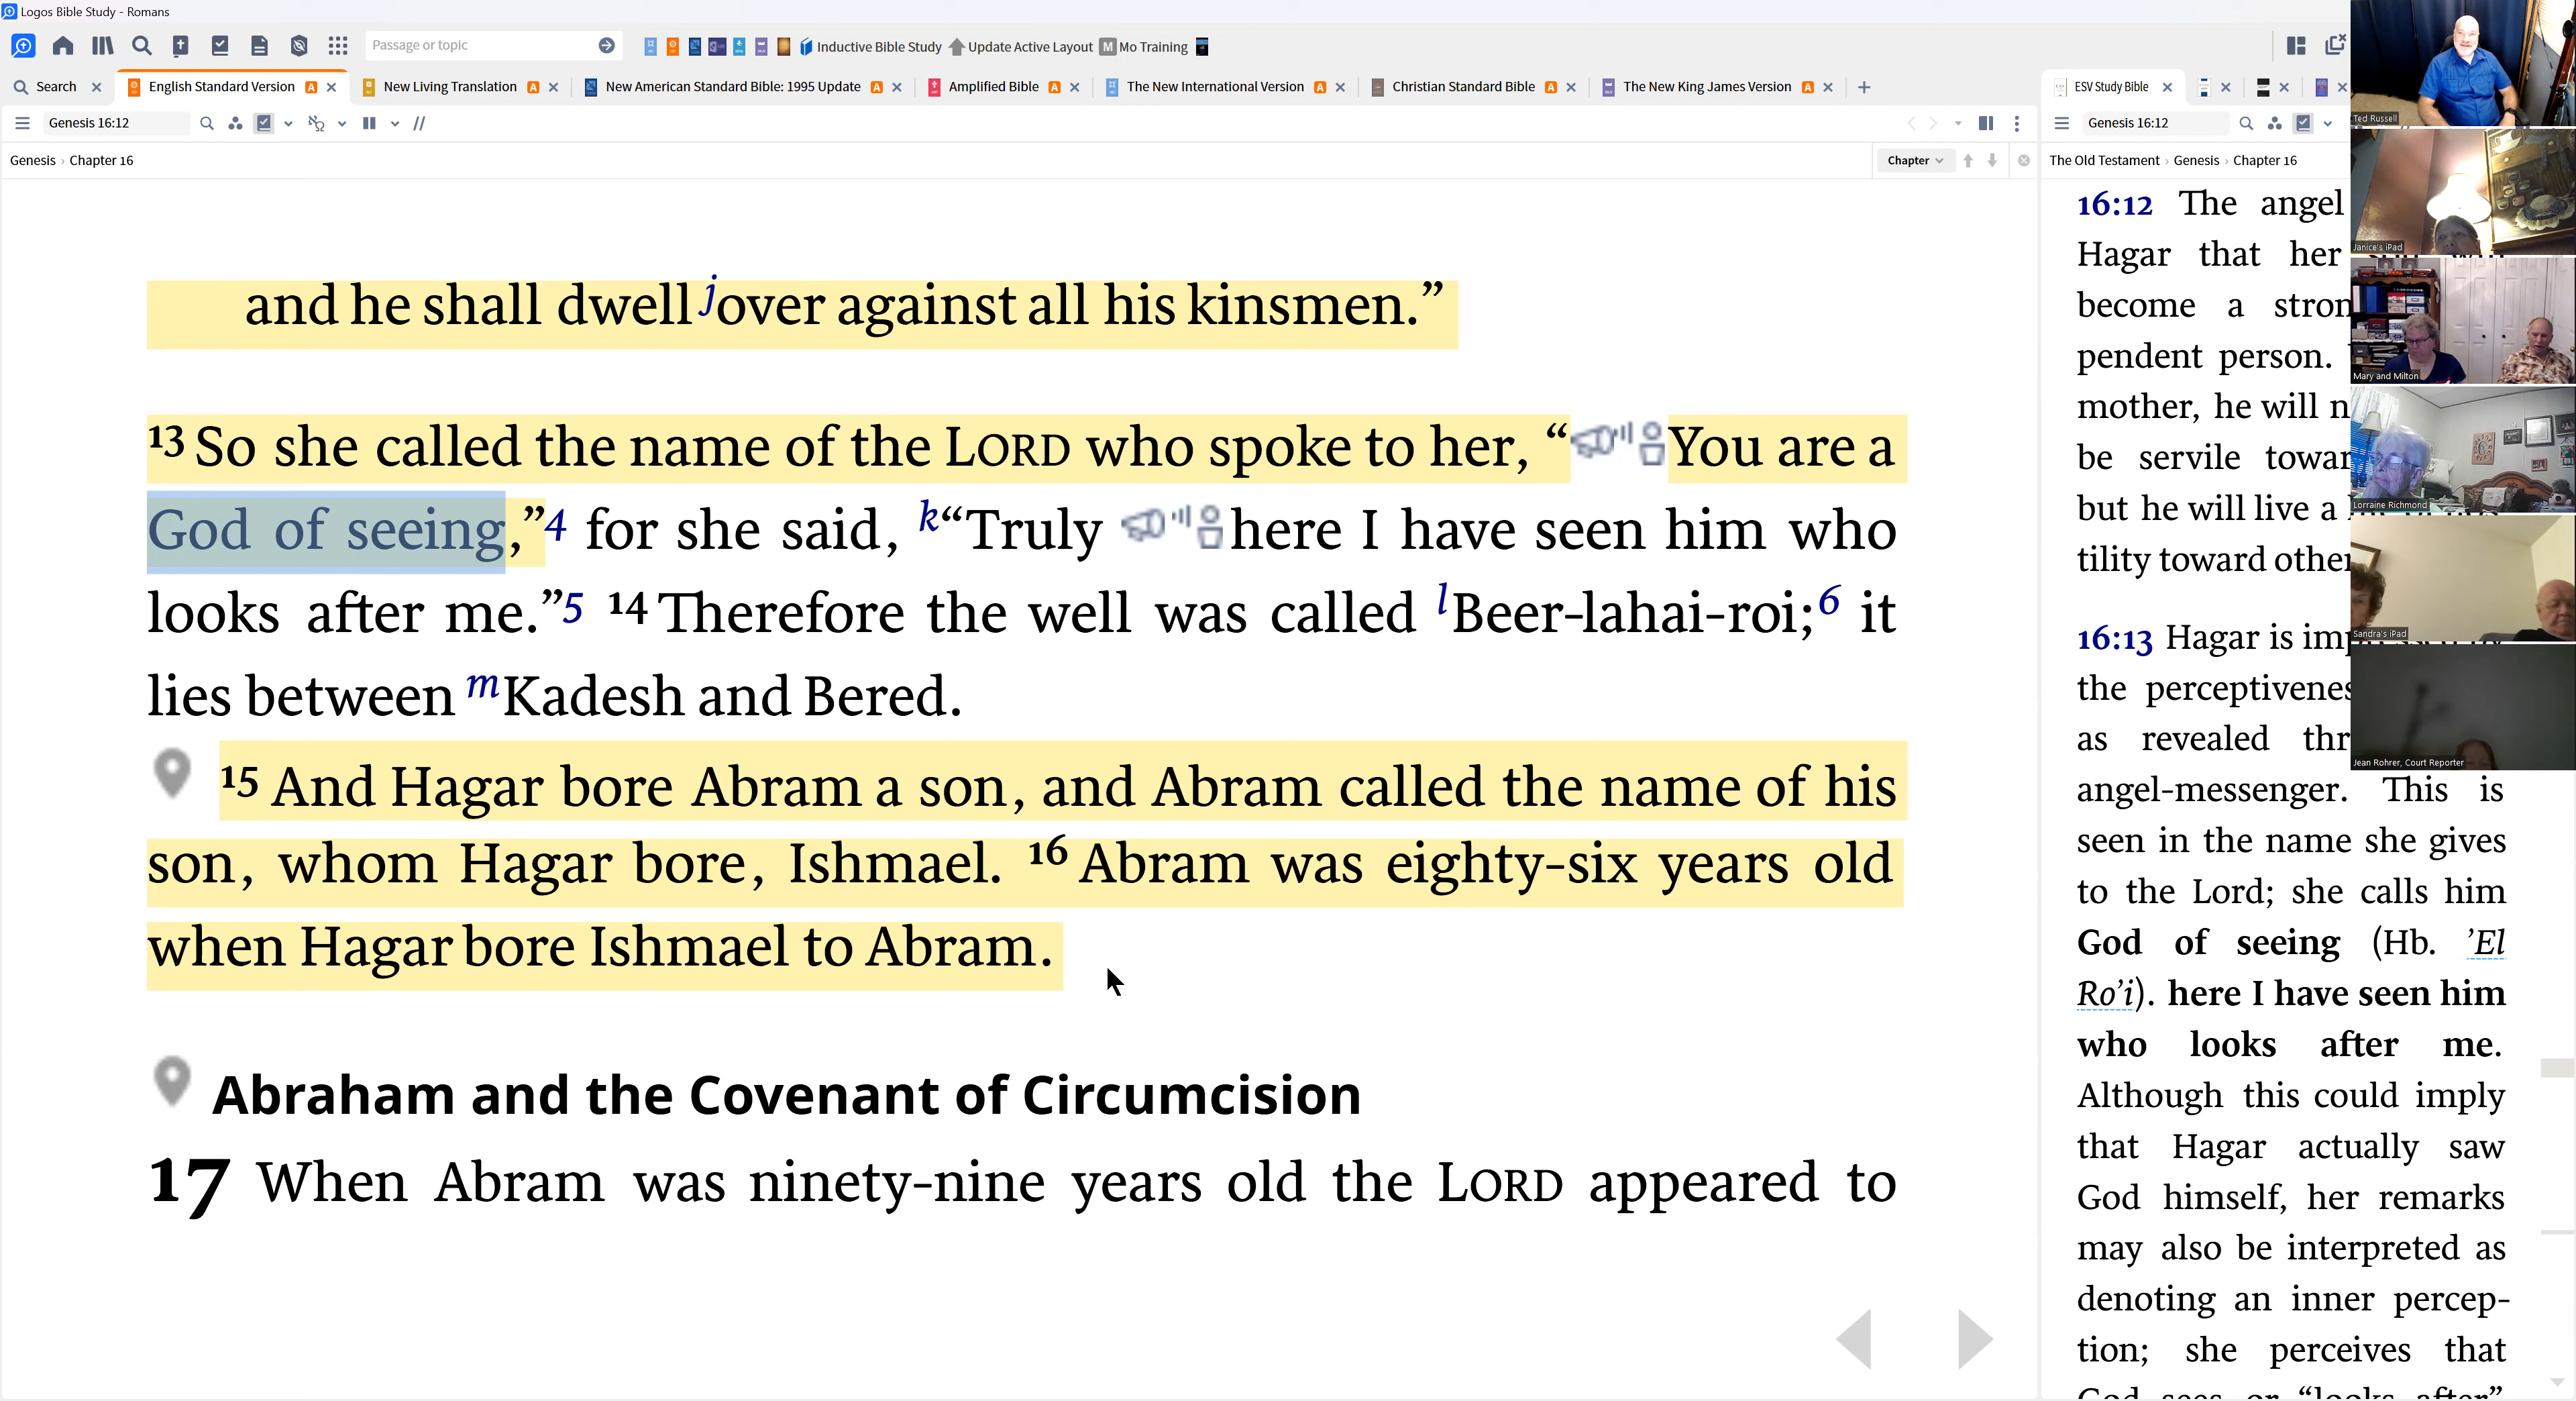 Logos Bible Study - Romans
Passage or topic
Inductive Bible Study Update Active Layout M Mo Training
Search English Standard Version A New Living Translation A New American Standard Bible: 1995 Update A Amplified Bible A The New International Version A Christian Standard Bible A The New King James Version A
Genesis 16:12
Genesis › Chapter 16
Chapter
and he shall dwell j over against all his kinsmen.”
13 So she called the name of the LORD who spoke to her, “You are a
God of seeing,”4 for she said, k “Truly here I have seen him who
looks after me.”5 14 Therefore the well was called l Beer-lahai-roi;6 it
lies between m Kadesh and Bered.
15 And Hagar bore Abram a son, and Abram called the name of his
son, whom Hagar bore, Ishmael. 16 Abram was eighty-six years old
when Hagar bore Ishmael to Abram.
Abraham and the Covenant of Circumcision
17 When Abram was ninety-nine years old the LORD appeared to
ESV Study Bible
Genesis 16:12
The Old Testament › Genesis › Chapter 16
16:12 The angel
Hagar that her
become a
pendent person.
mother, he will
be servile
but he will live a
tility toward
16:13 Hagar is
the
as revealed
angel-messenger. This is
seen in the name she gives
to the Lord; she calls him
God of seeing (Hb. ’El
Ro’i). here I have seen him
who looks after me.
Although this could imply
that Hagar actually saw
God himself, her remarks
may also be interpreted as
denoting an inner percep-
tion; she perceives that
God sees or “looks after”
Ted Russell
Janice's iPad
Mary and Milton
Lorraine Richmond
Sandra's iPad
Jean Rohrer, Court Reporter